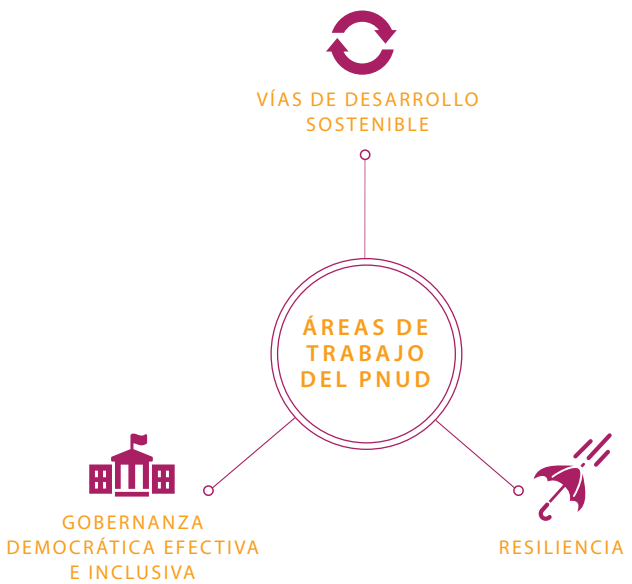 VÍAS DE DESARROLLO
SOSTENIBLE
ÁREAS DE
TRABAJO
DEL PNUD
GOBERNANZA
DEMOCRÁTICA EFECTIVA
E INCLUSIVA
RESILIENCIA